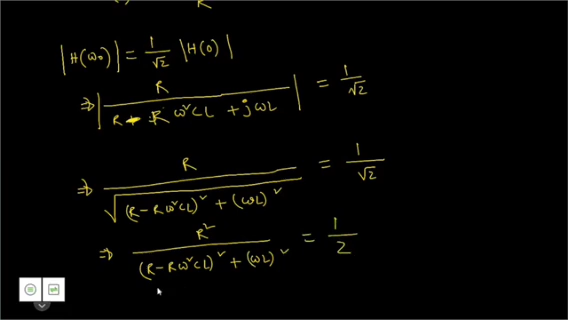 R
|H(ω₀)| = 1/√2 |H(0)|
⇒ | R / (R - Rω²CL + jωL) | = 1/√2
⇒ R / √((R - Rω²CL)² + (ωL)²) = 1/√2
⇒ R² / ((R - Rω²CL)² + (ωL)²) = 1/2